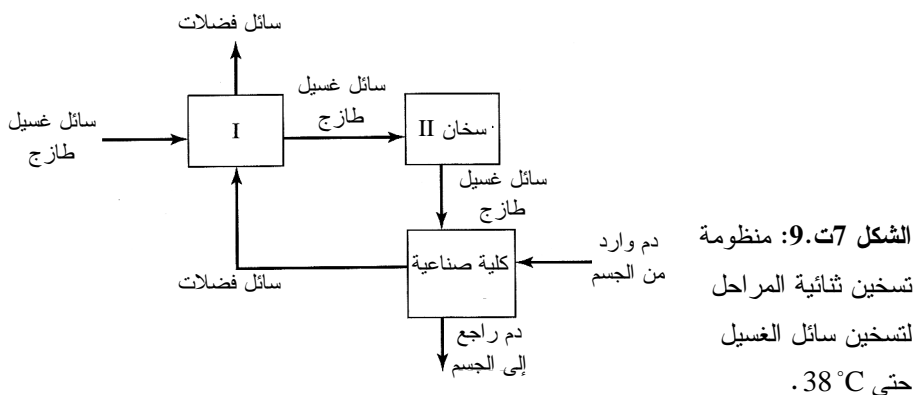 سائل فضلات
سائل غسيل
طازج
I
سائل غسيل
طازج
سخان II
سائل غسيل
طازج
دم وارد
من الجسم
كلية صناعية
سائل فضلات
دم راجع
إلى الجسم
الشكل 7ت.9: منظومة
تسخين ثنائية المراحل
لتسخين سائل الغسيل
حتى 38 °C.